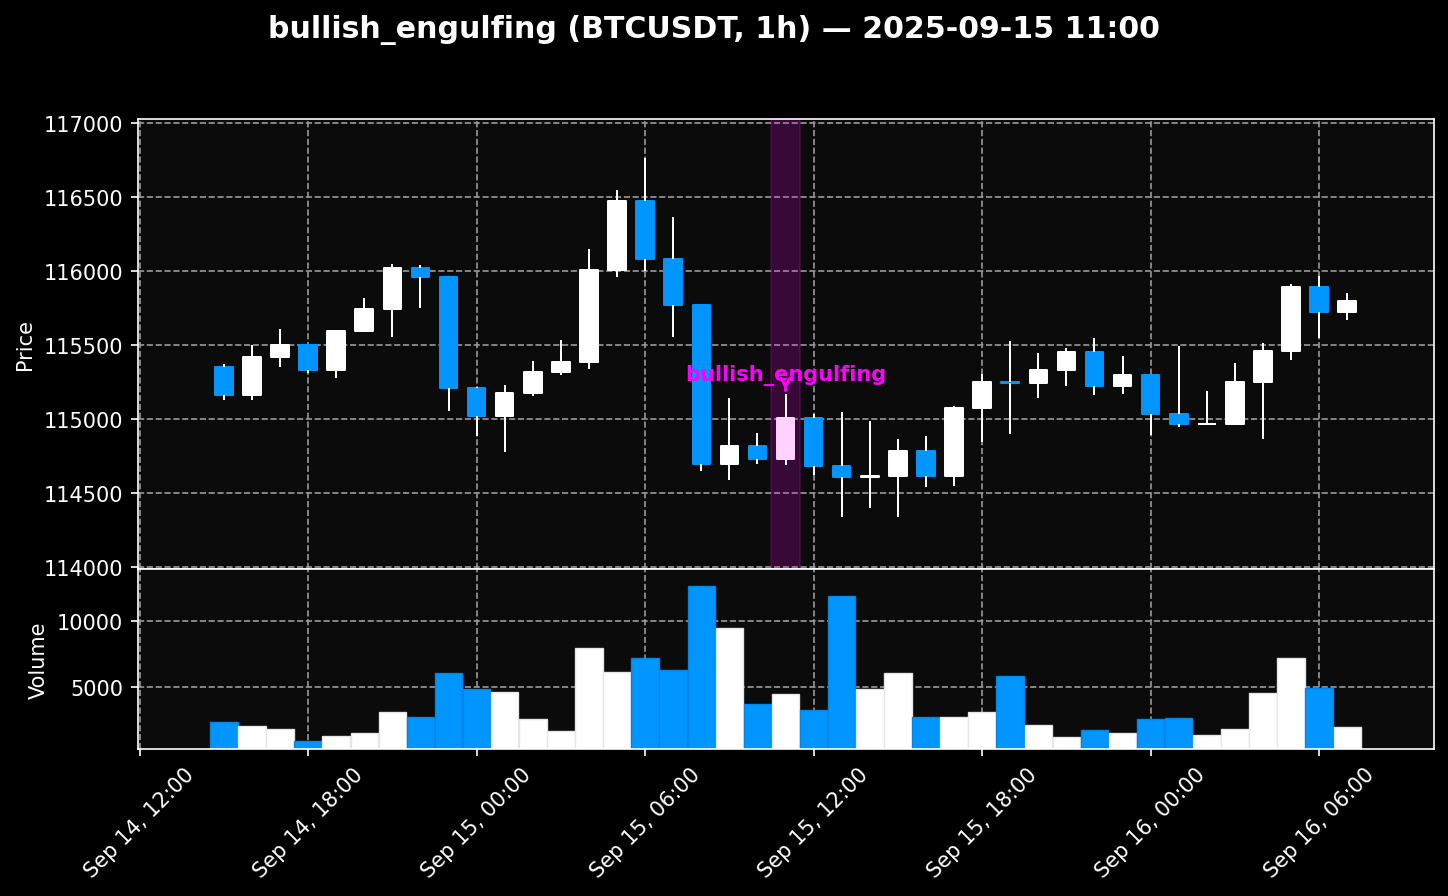 bullish_engulfing (BTCUSDT, 1h) — 2025-09-15 11:00
117000
116500
116000
115500
115000
114500
114000
Price
bullish_engulfing
10000
5000
Volume
Sep 14, 12:00
Sep 14, 18:00
Sep 15, 00:00
Sep 15, 06:00
Sep 15, 12:00
Sep 15, 18:00
Sep 16, 00:00
Sep 16, 06:00